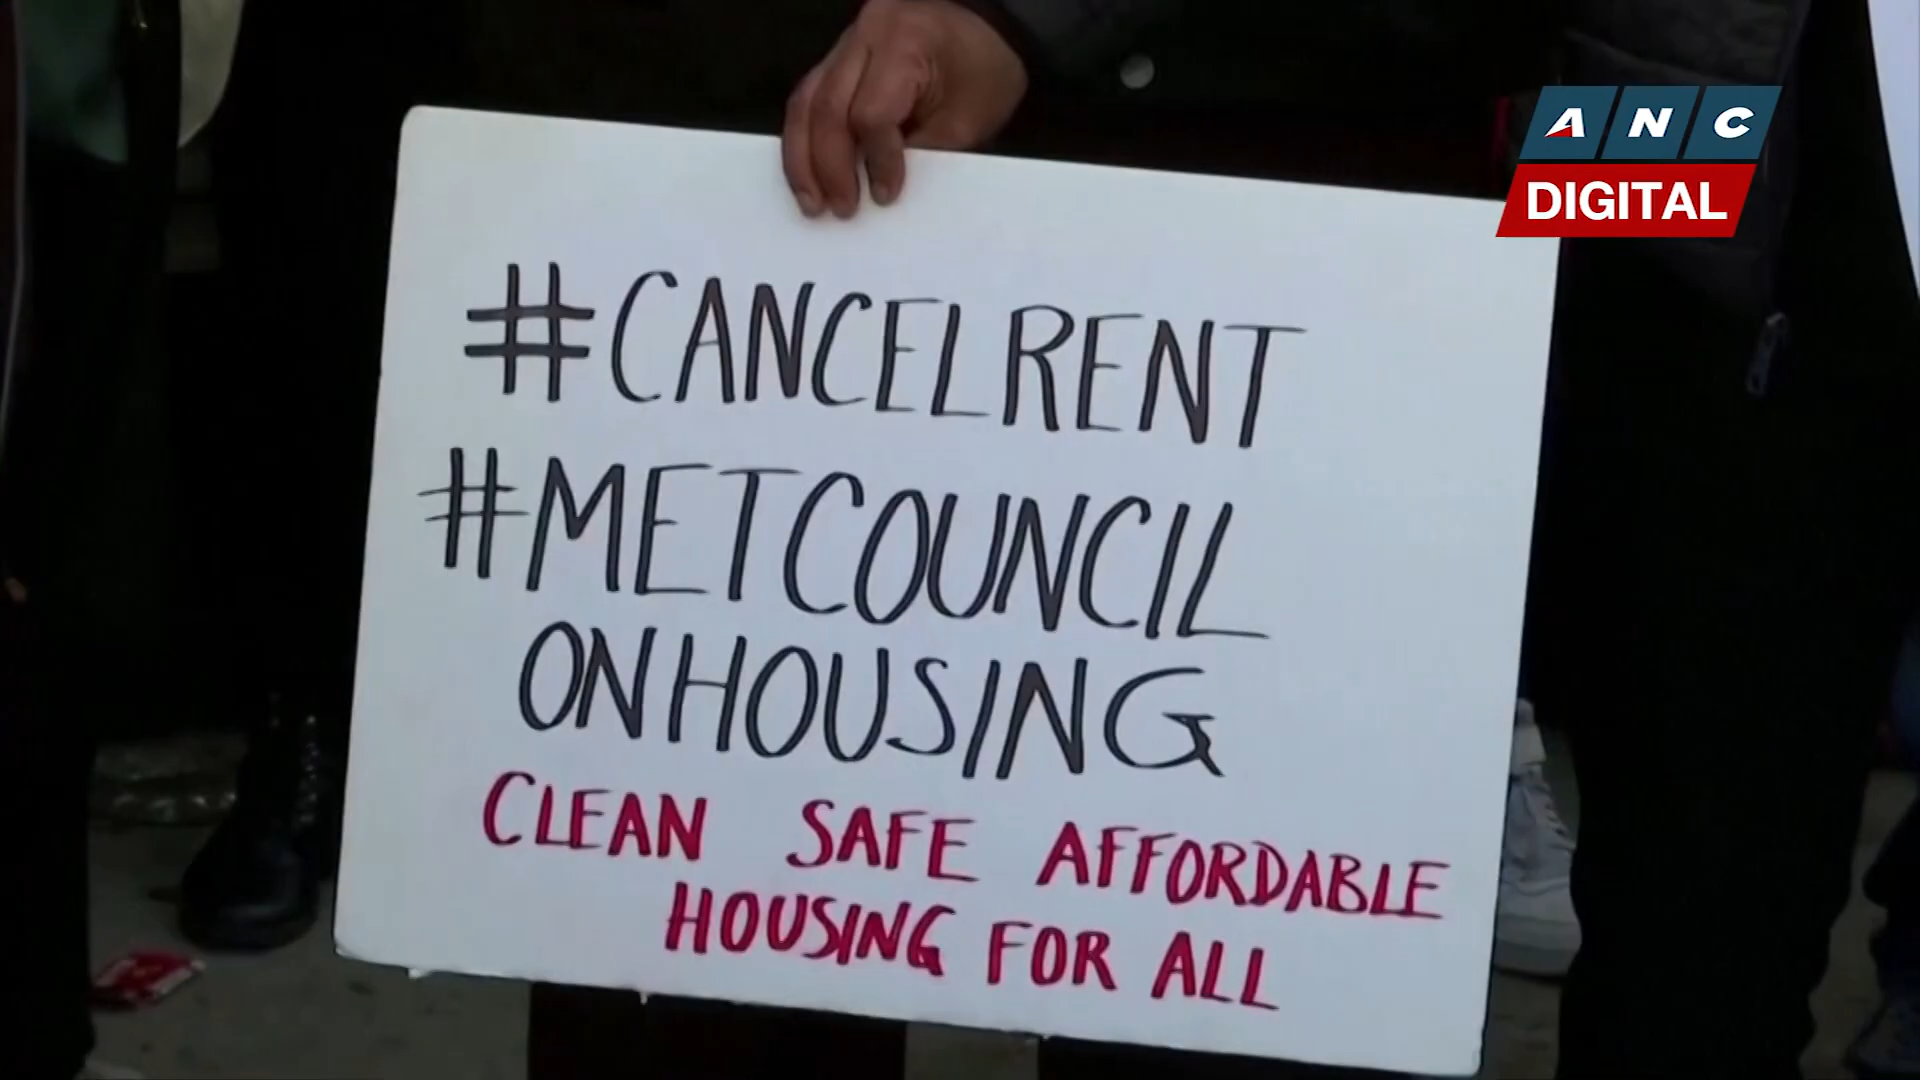 ANC
DIGITAL
#CANCELRENT
#METCOUNCIL
ONHOUSING
CLEAN SAFE AFFORDABLE
HOUSING FOR ALL